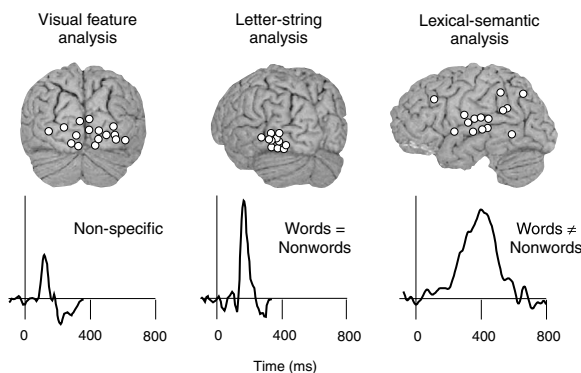 Visual feature
analysis
Letter-string
analysis
Lexical-semantic
analysis
Non-specific
Words =
Nonwords
Words ≠
Nonwords
0 400 800
0 400 800
0 400 800
Time (ms)